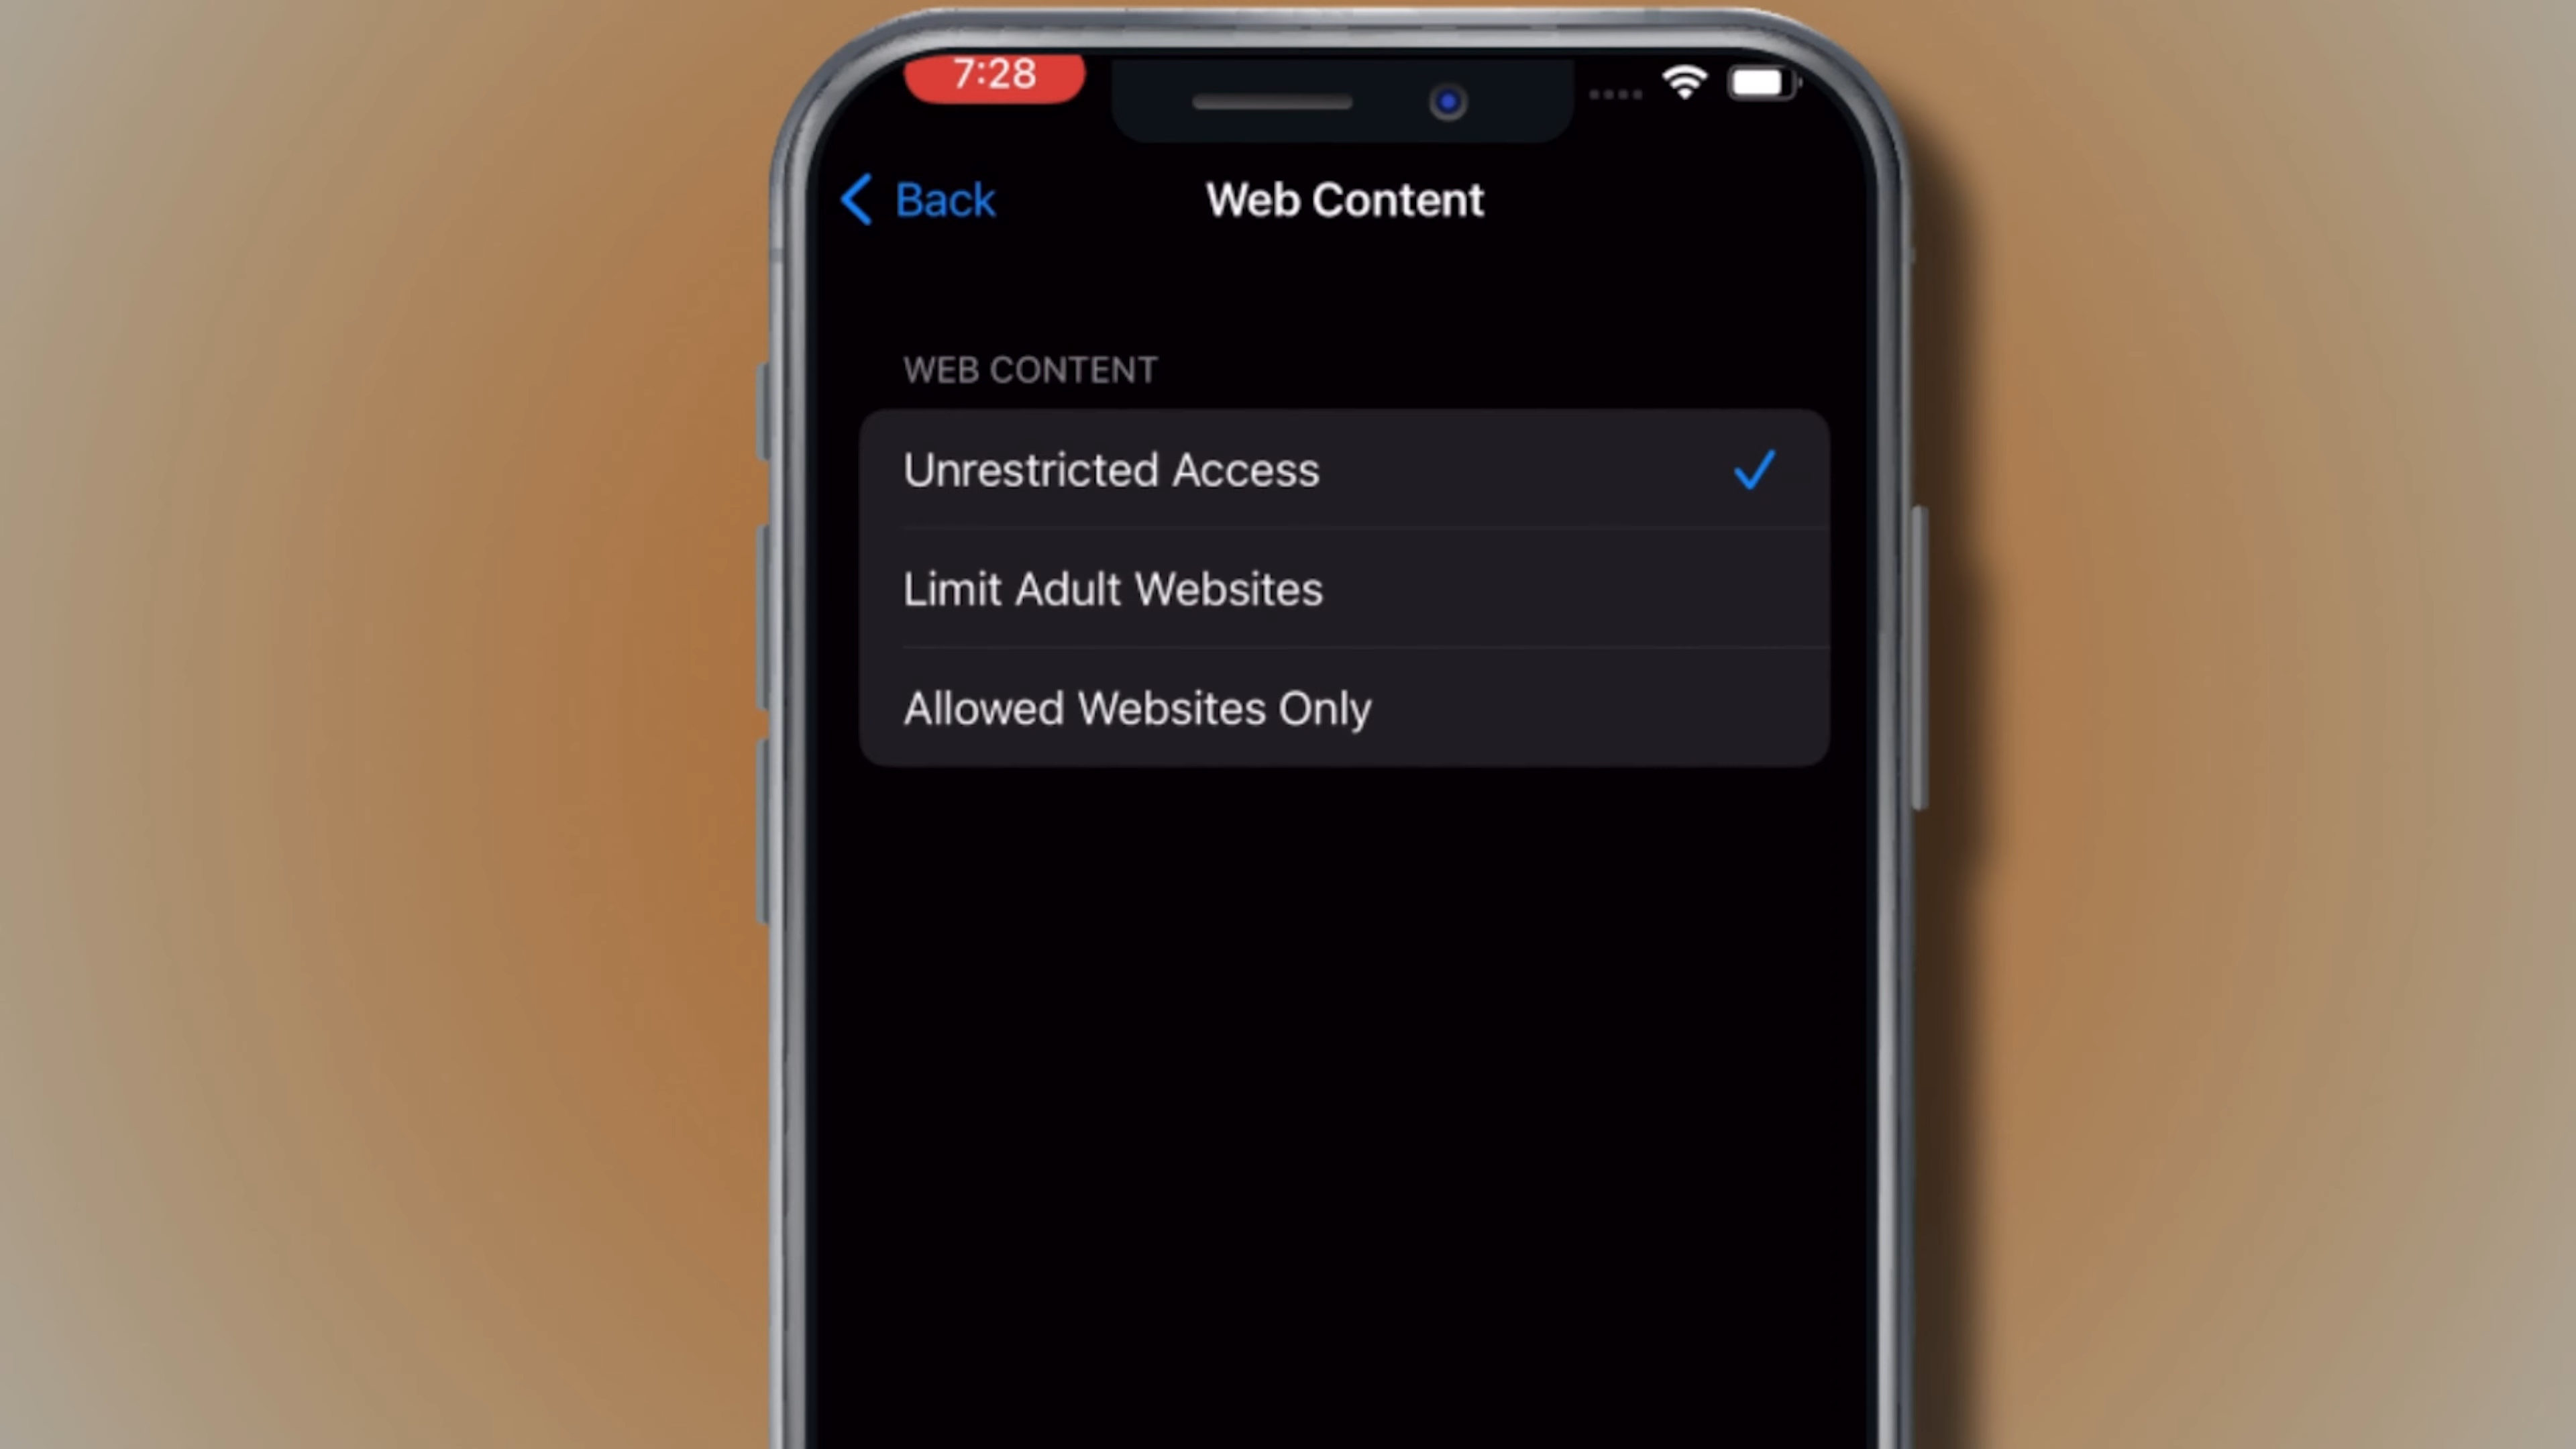 7:28
Back
Web Content
WEB CONTENT
Unrestricted Access
Limit Adult Websites
Allowed Websites Only